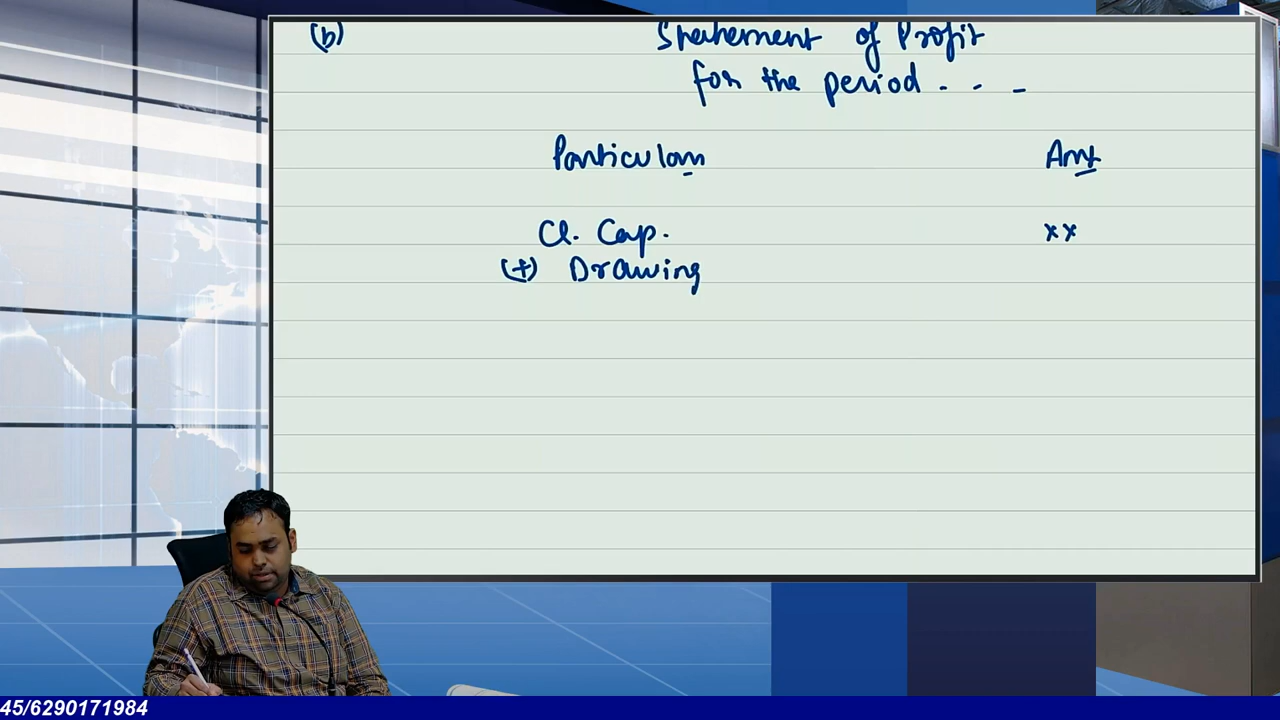 (b) Statement of Profit
for the period . . _
Particulars Amt
Cl. Cap. xx
(+) Drawing
45/6290171984